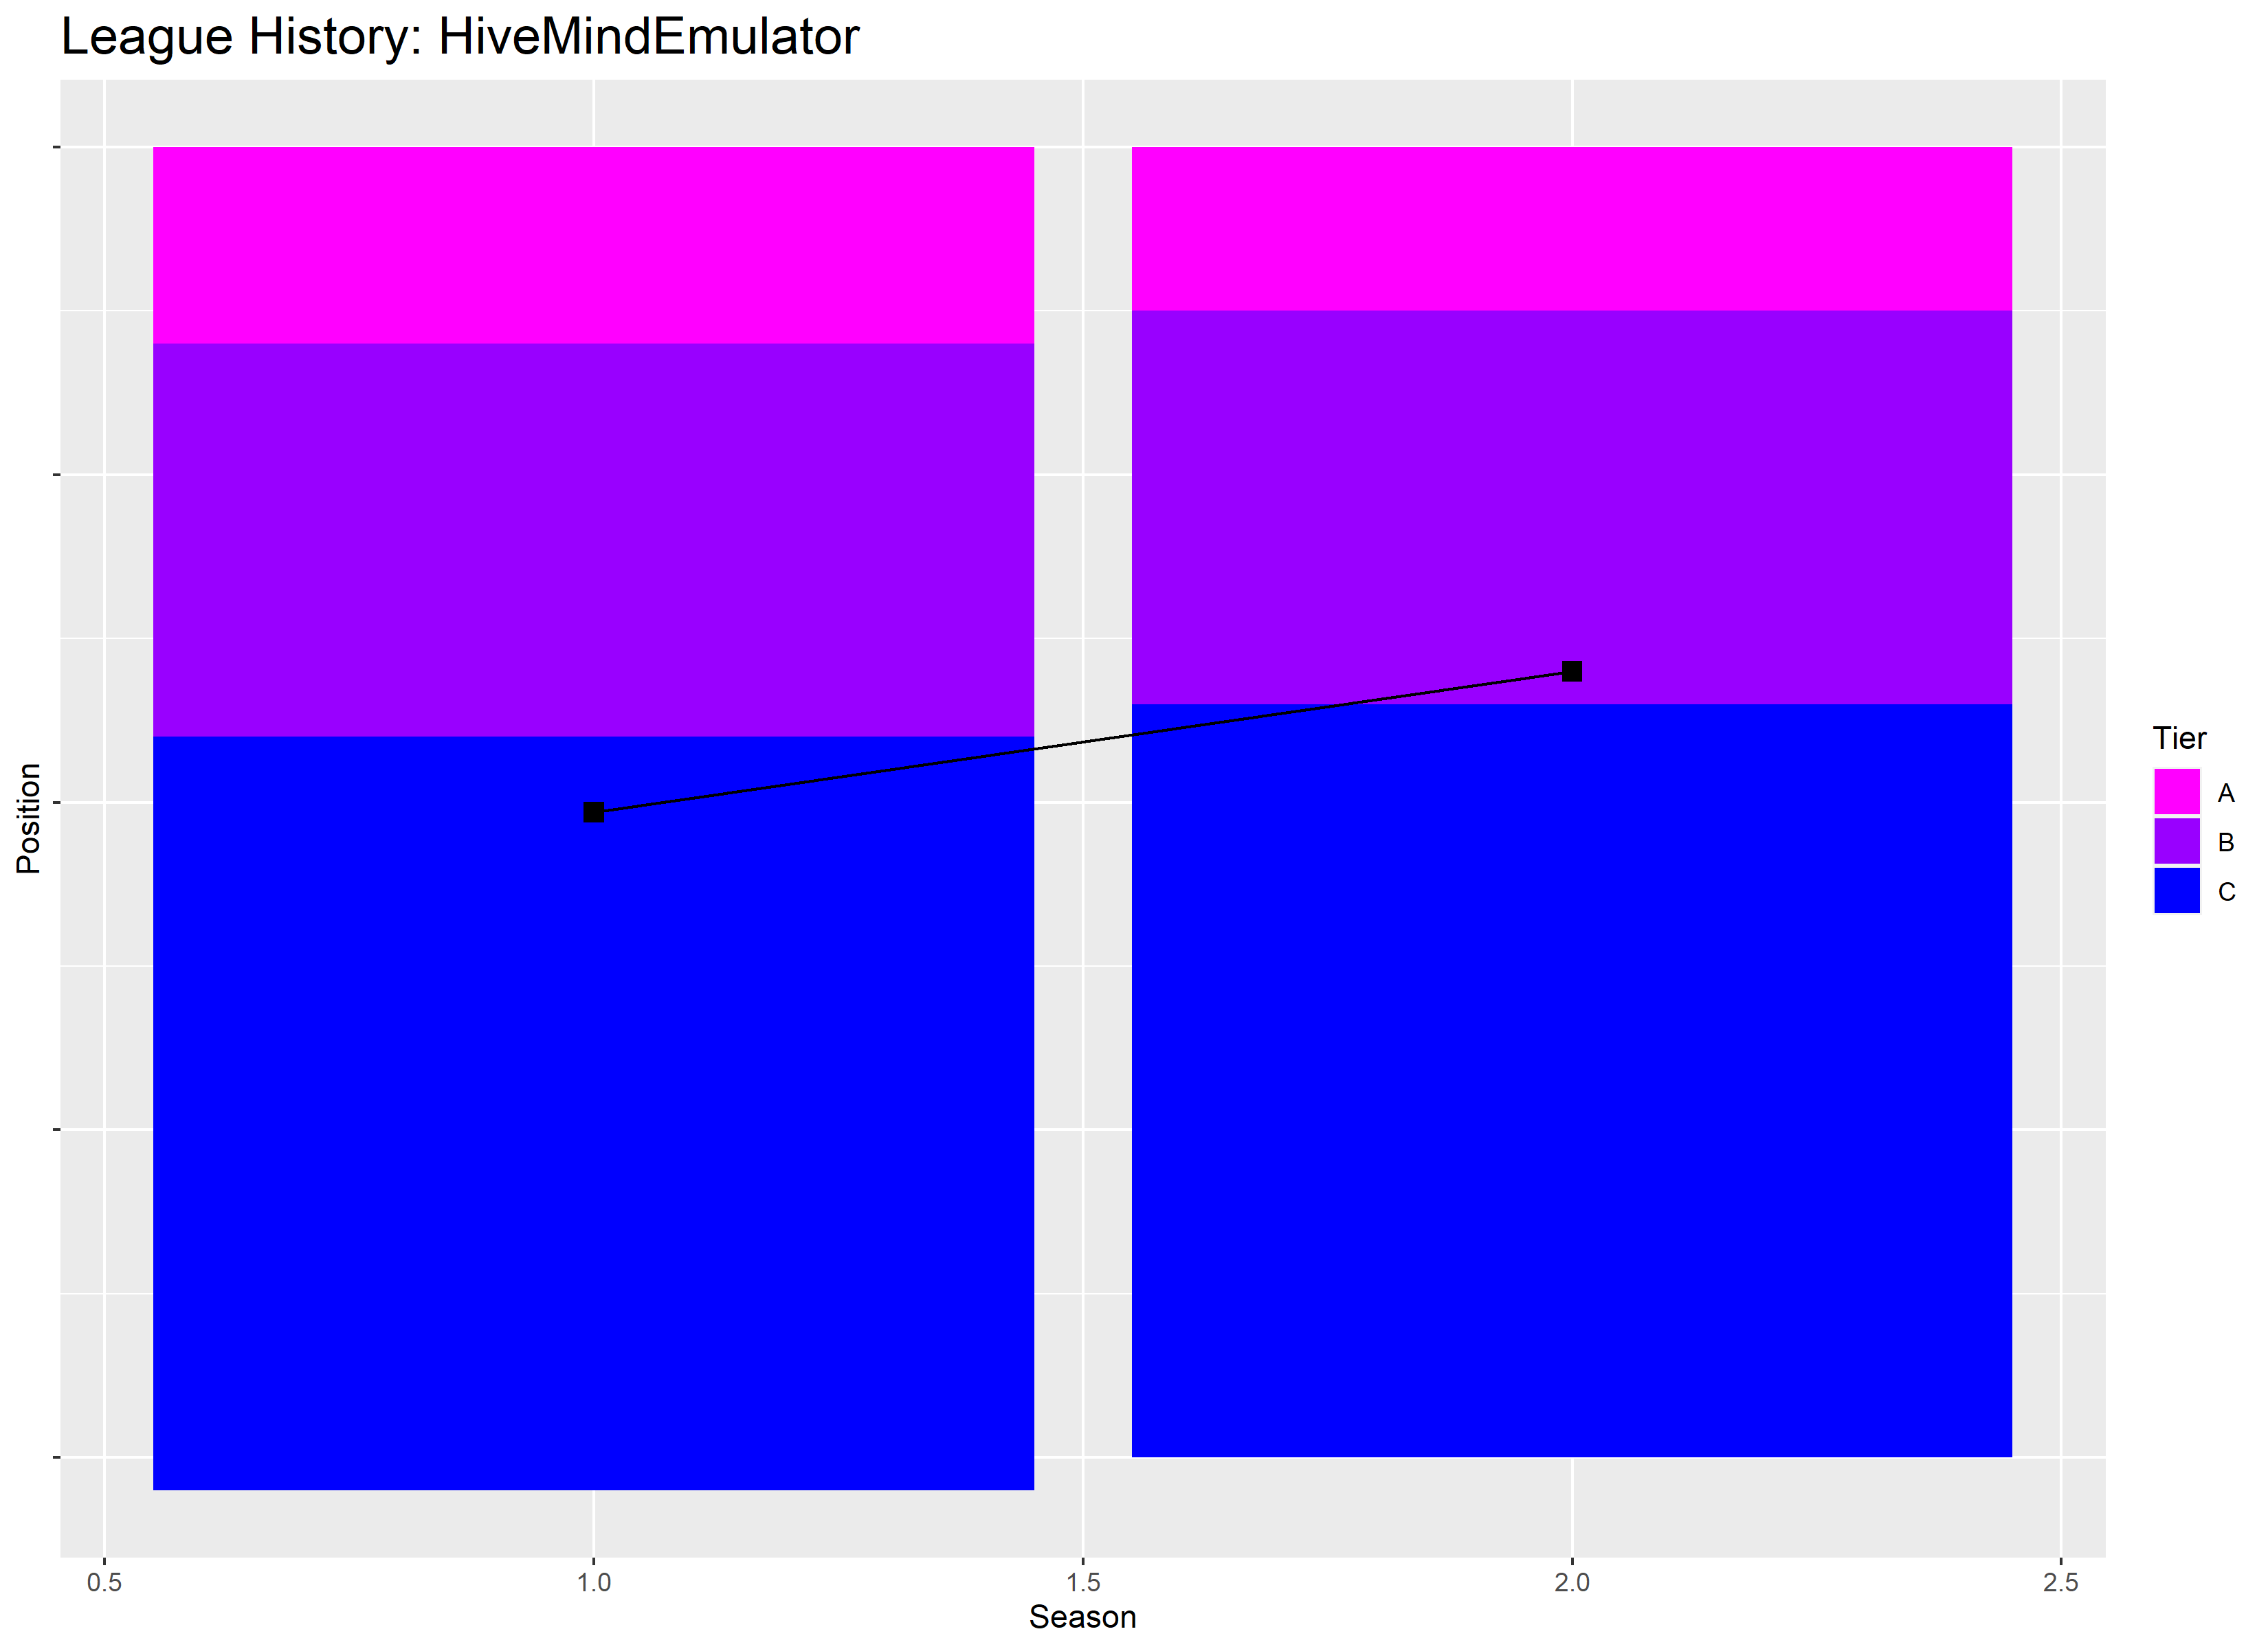 League History: HiveMindEmulator
Position
Tier
A
B
C
0.5 1.0 1.5 2.0 2.5
Season